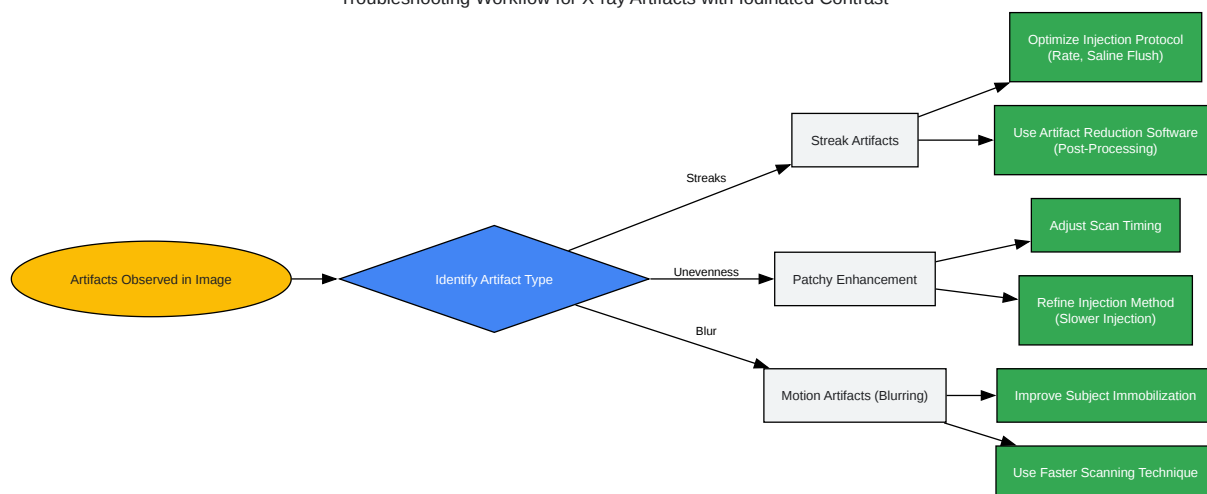 Troubleshooting Workflow for X-ray Artifacts with Iodinated Contrast
Optimize Injection Protocol
(Rate, Saline Flush)
Streak Artifacts
Use Artifact Reduction Software
(Post-Processing)
Streaks
Adjust Scan Timing
Artifacts Observed in Image
Identify Artifact Type
Unevenness
Patchy Enhancement
Refine Injection Method
(Slower Injection)
Blur
Motion Artifacts (Blurring)
Improve Subject Immobilization
Use Faster Scanning Technique